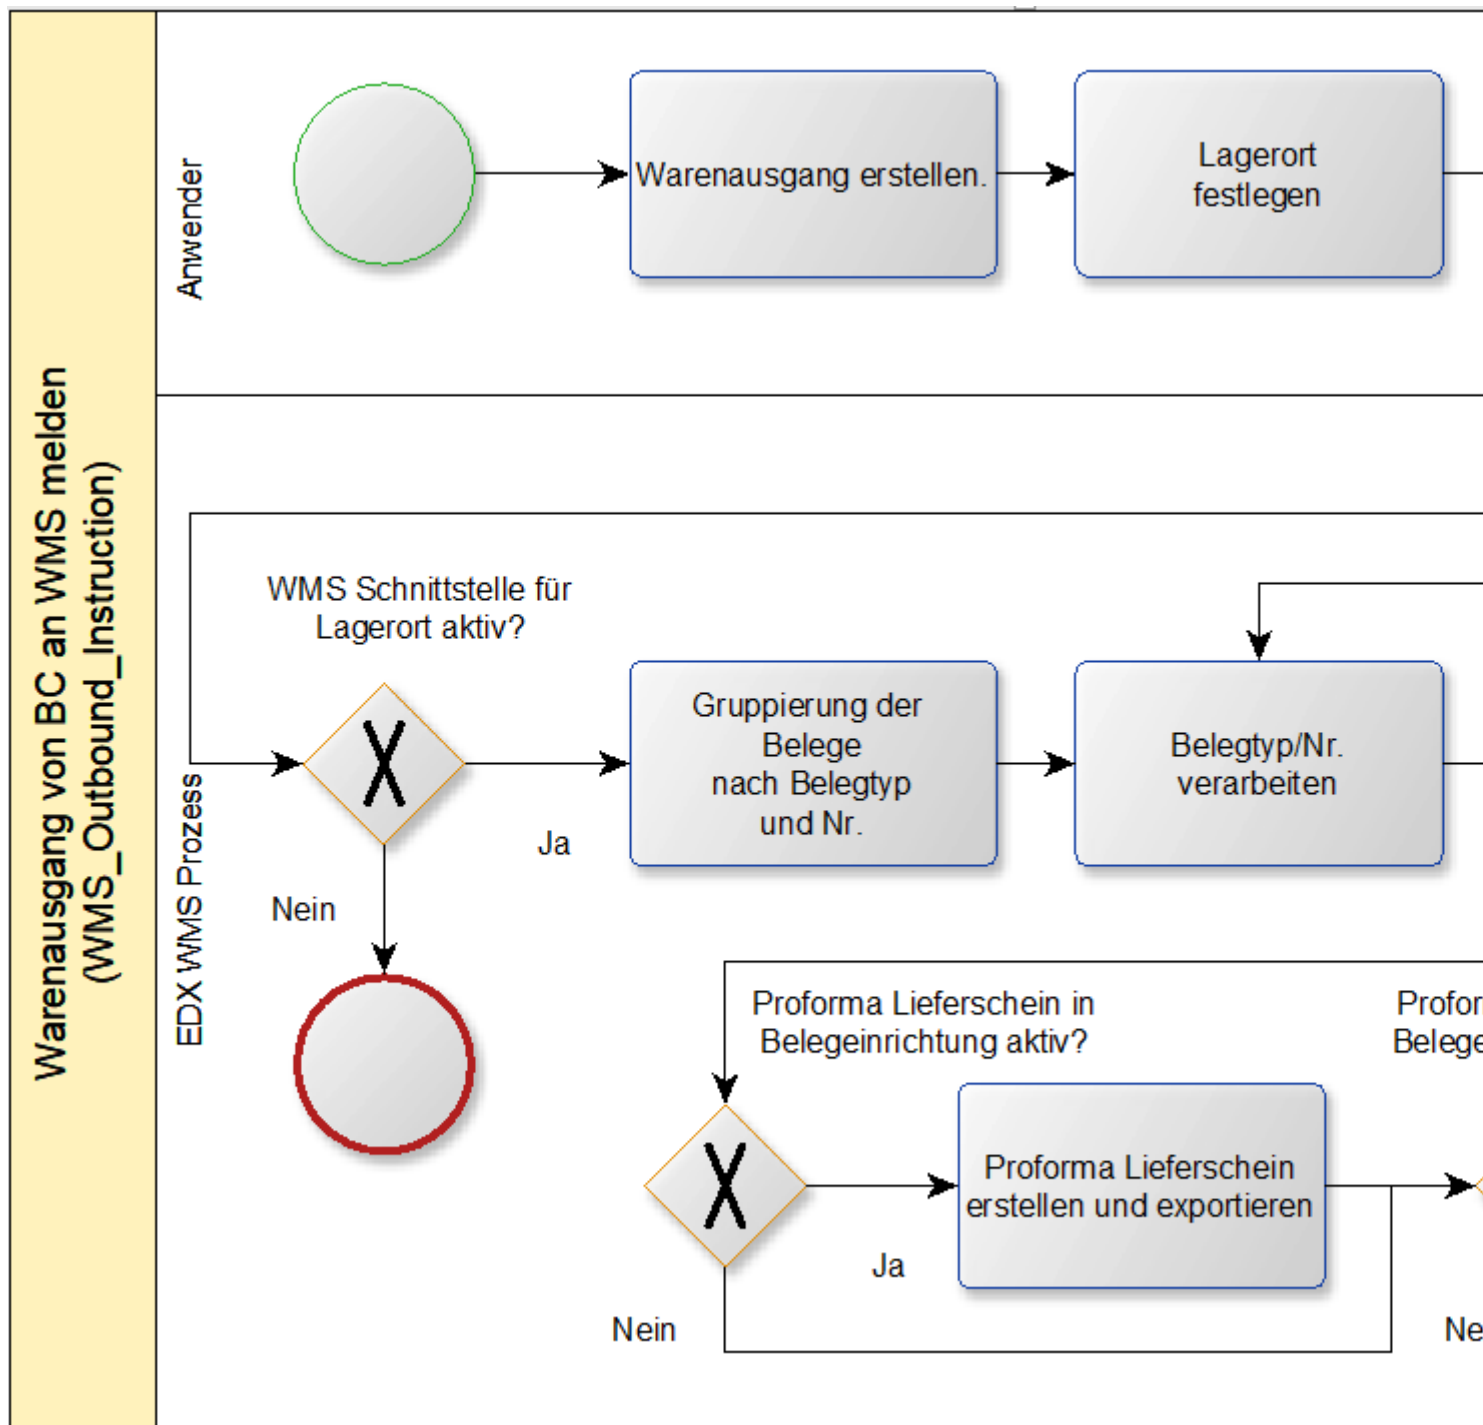 Warenausgang von BC an WMS melden
(WMS_Outbound_Instruction)
Anwender
Warenausgang erstellen.
Lagerort
festlegen
EDX WMS Prozess
WMS Schnittstelle für
Lagerort aktiv?
Gruppierung der
Belege
nach Belegtyp
und Nr.
Belegtyp/Nr.
verarbeiten
Ja
Nein
Proforma Lieferschein in
Belegeinrichtung aktiv?
Proforma Lieferschein
erstellen und exportieren
Ja
Nein